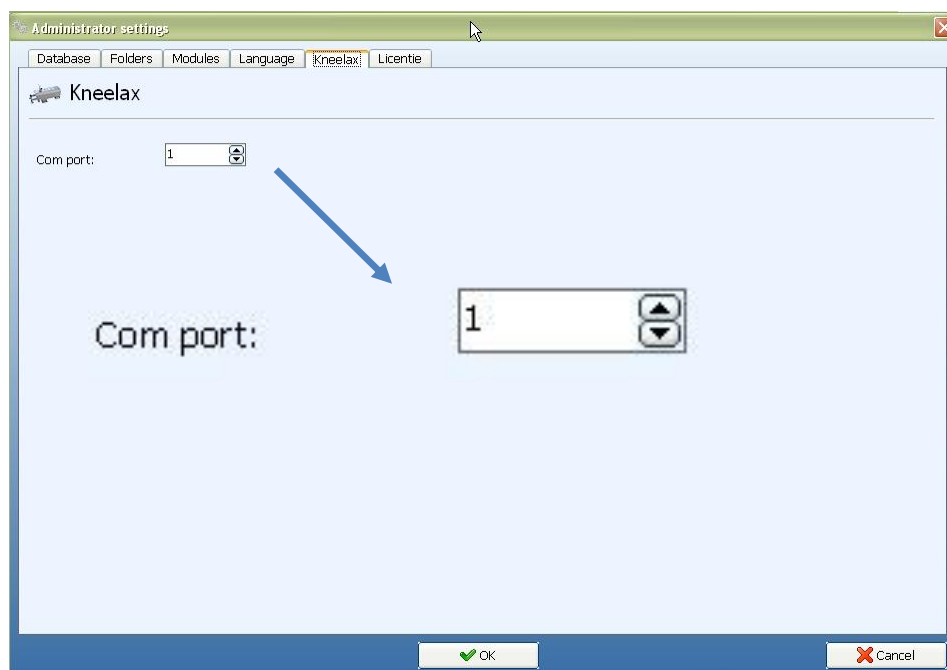 Administrator settings
Database Folders Modules Language Kneelax Licentie
Kneelax
Com port: 1
Com port: 1
OK Cancel